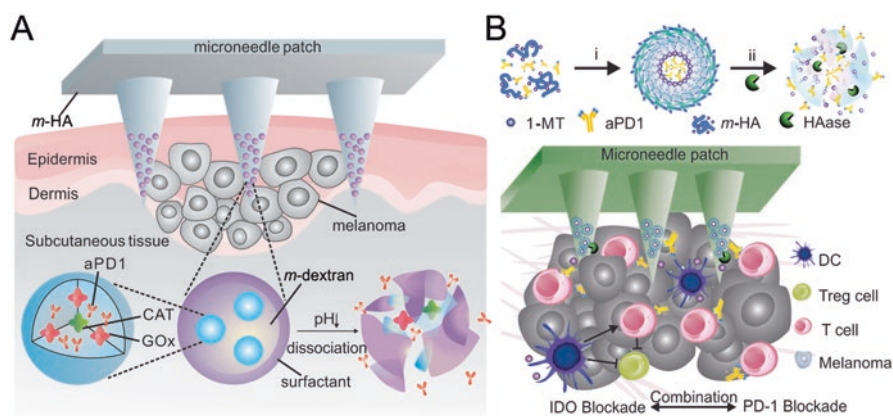 A
microneedle patch
m-HA
Epidermis
Dermis
melanoma
Subcutaneous tissue
aPD1
CAT
GOx
m-dextran
surfactant
pH↓
dissociation
B
i
ii
1-MT
aPD1
m-HA
HAase
Microneedle patch
DC
Treg cell
T cell
Melanoma
IDO Blockade
Combination
PD-1 Blockade